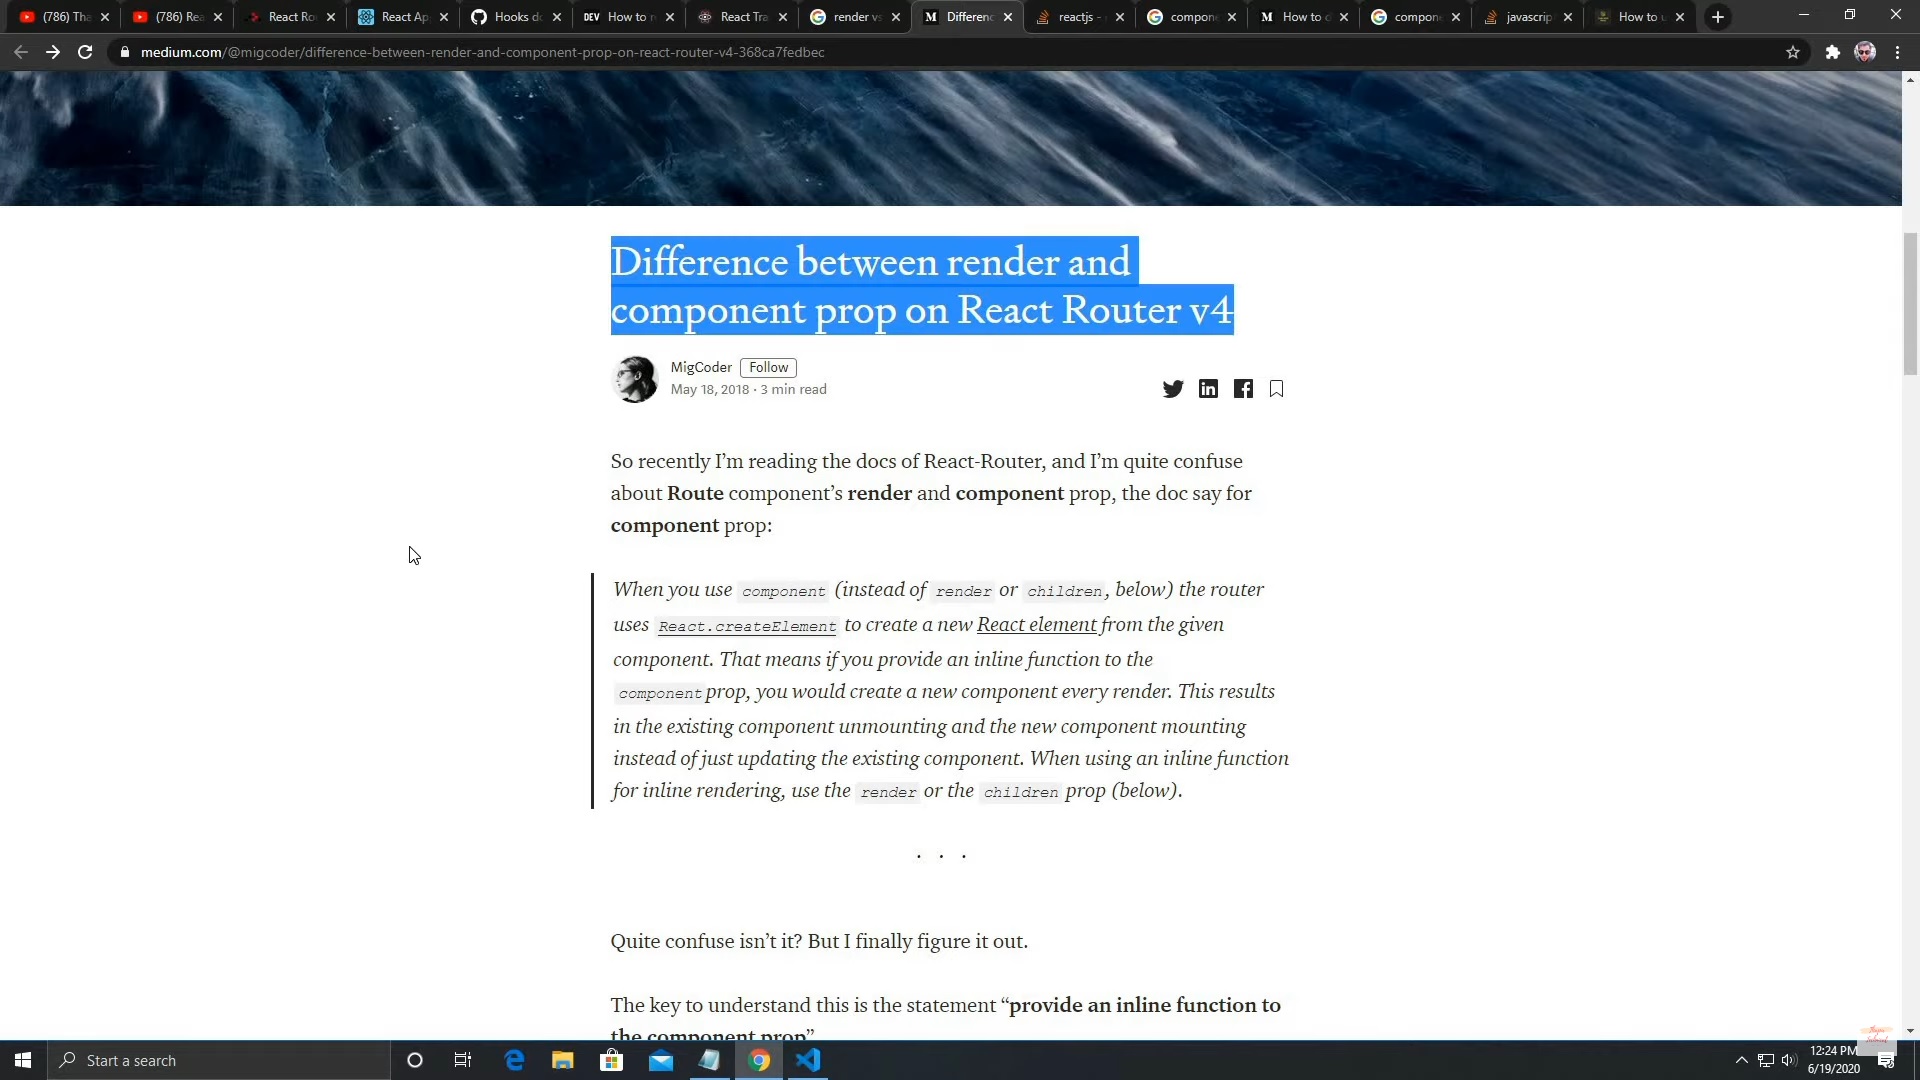 (786) Tha
(786) Rea
React Ro
React Ap
Hooks do
DEV How to r
React Tra
render vs
Differenc
reactjs -
compone
How to
compone
javascrip
How to u
medium.com/@migcoder/difference-between-render-and-component-prop-on-react-router-v4-368ca7fedbec
Difference between render and
component prop on React Router v4
MigCoder Follow
May 18, 2018 · 3 min read
So recently I’m reading the docs of React-Router, and I’m quite confuse
about Route component’s render and component prop, the doc say for
component prop:
When you use component (instead of render or children, below) the router
uses React.createElement to create a new React element from the given
component. That means if you provide an inline function to the
component prop, you would create a new component every render. This results
in the existing component unmounting and the new component mounting
instead of just updating the existing component. When using an inline function
for inline rendering, use the render or the children prop (below).
. . .
Quite confuse isn’t it? But I finally figure it out.
The key to understand this is the statement “provide an inline function to
the component prop”
Start a search
12:24 PM
6/19/2020